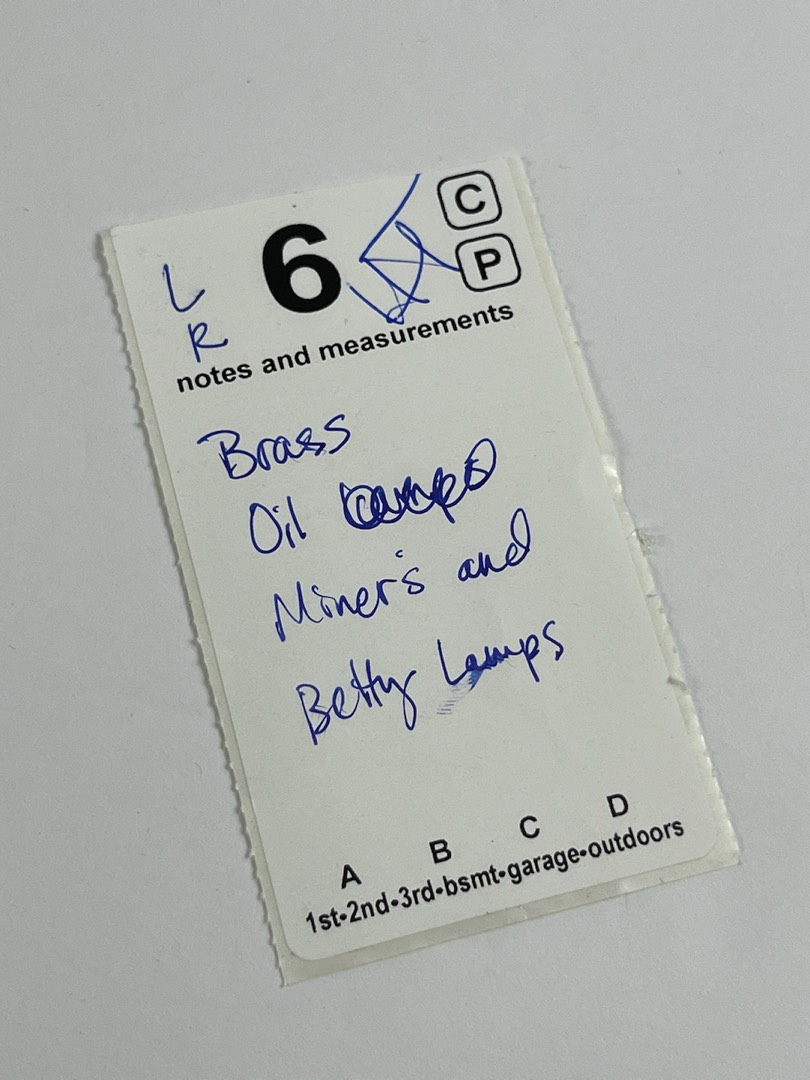 L 6 C
R P
notes and measurements
Brass
Oil
Miner's and
Betty Lamps
A B C D
1st•2nd•3rd•bsmt•garage•outdoors